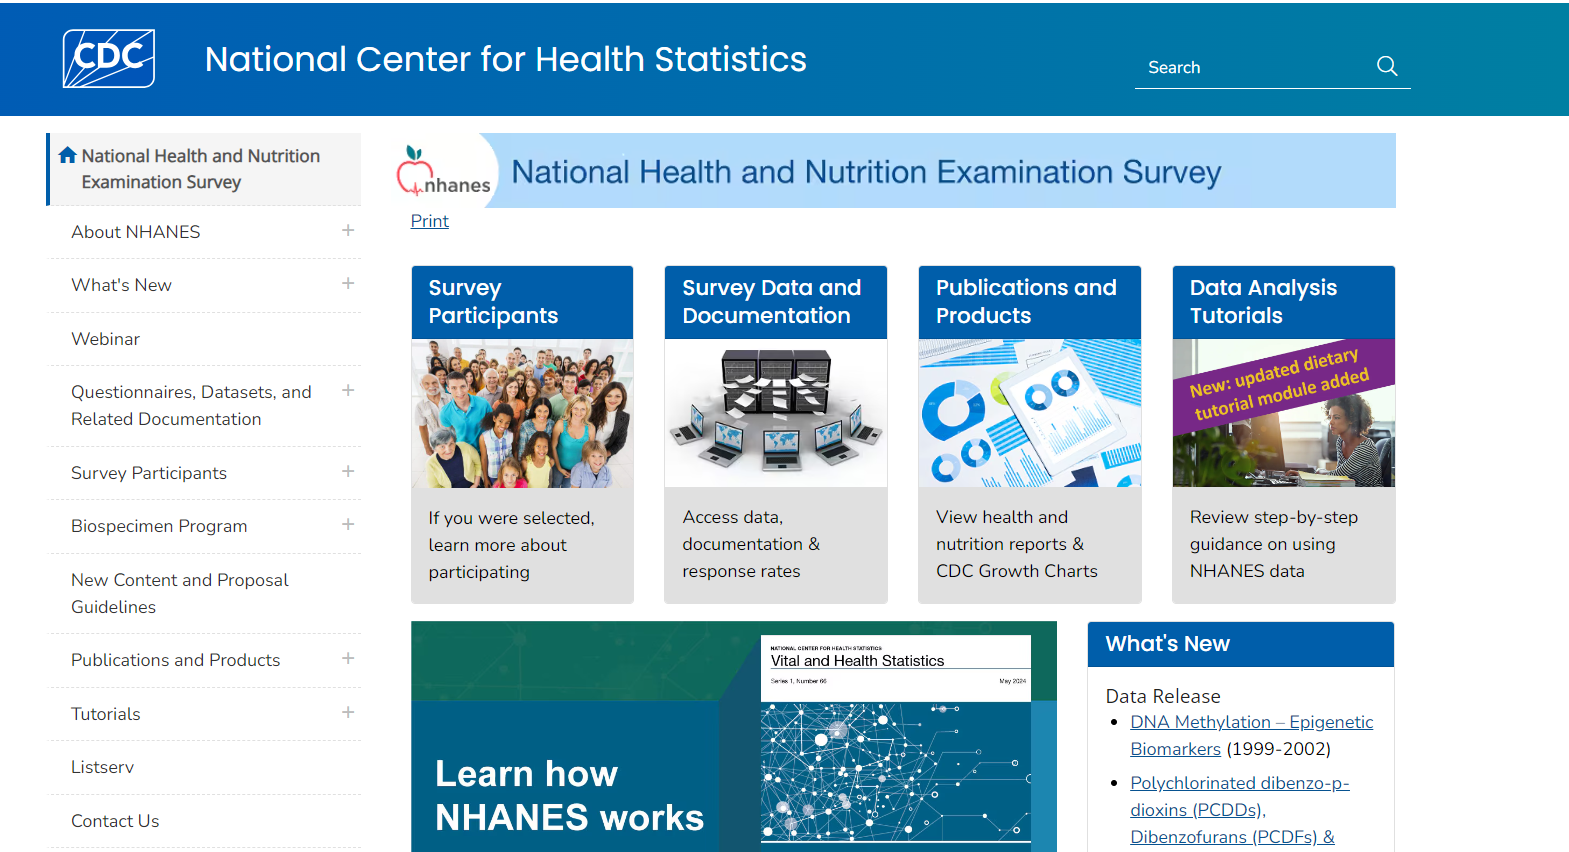 CDC
National Center for Health Statistics
Search
National Health and Nutrition
Examination Survey
About NHANES
What's New
Webinar
Questionnaires, Datasets, and
Related Documentation
Survey Participants
Biospecimen Program
New Content and Proposal
Guidelines
Publications and Products
Tutorials
Listserv
Contact Us
nhanes
National Health and Nutrition Examination Survey
Print
Survey
Participants
If you were selected,
learn more about
participating
Survey Data and
Documentation
Access data,
documentation &
response rates
Publications and
Products
View health and
nutrition reports &
CDC Growth Charts
Data Analysis
Tutorials
New: updated dietary
tutorial module added
Review step-by-step
guidance on using
NHANES data
Learn how
NHANES works
NATIONAL CENTER FOR HEALTH STATISTICS
Vital and Health Statistics
Series 1, Number 66
May 2024
What's New
Data Release
DNA Methylation – Epigenetic
Biomarkers (1999-2002)
Polychlorinated dibenzo-p-
dioxins (PCDDs),
Dibenzofurans (PCDFs) &